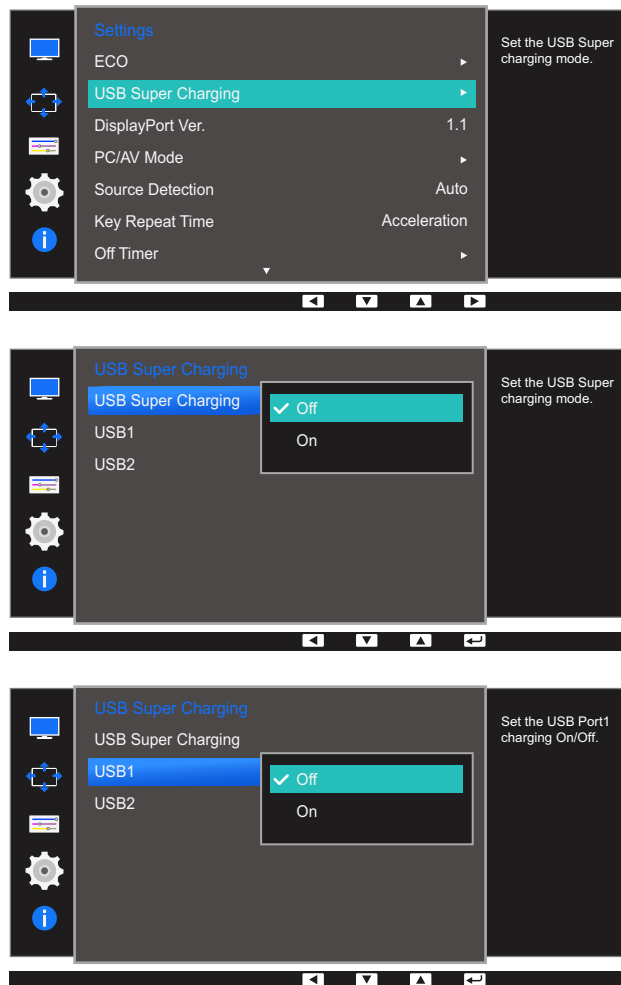 Settings
ECO
USB Super Charging
DisplayPort Ver. 1.1
PC/AV Mode
Source Detection Auto
Key Repeat Time Acceleration
Off Timer
Set the USB Super
charging mode.
USB Super Charging
USB Super Charging
USB1
USB2
Off
On
Set the USB Super
charging mode.
USB Super Charging
USB Super Charging
USB1
USB2
Off
On
Set the USB Port1
charging On/Off.